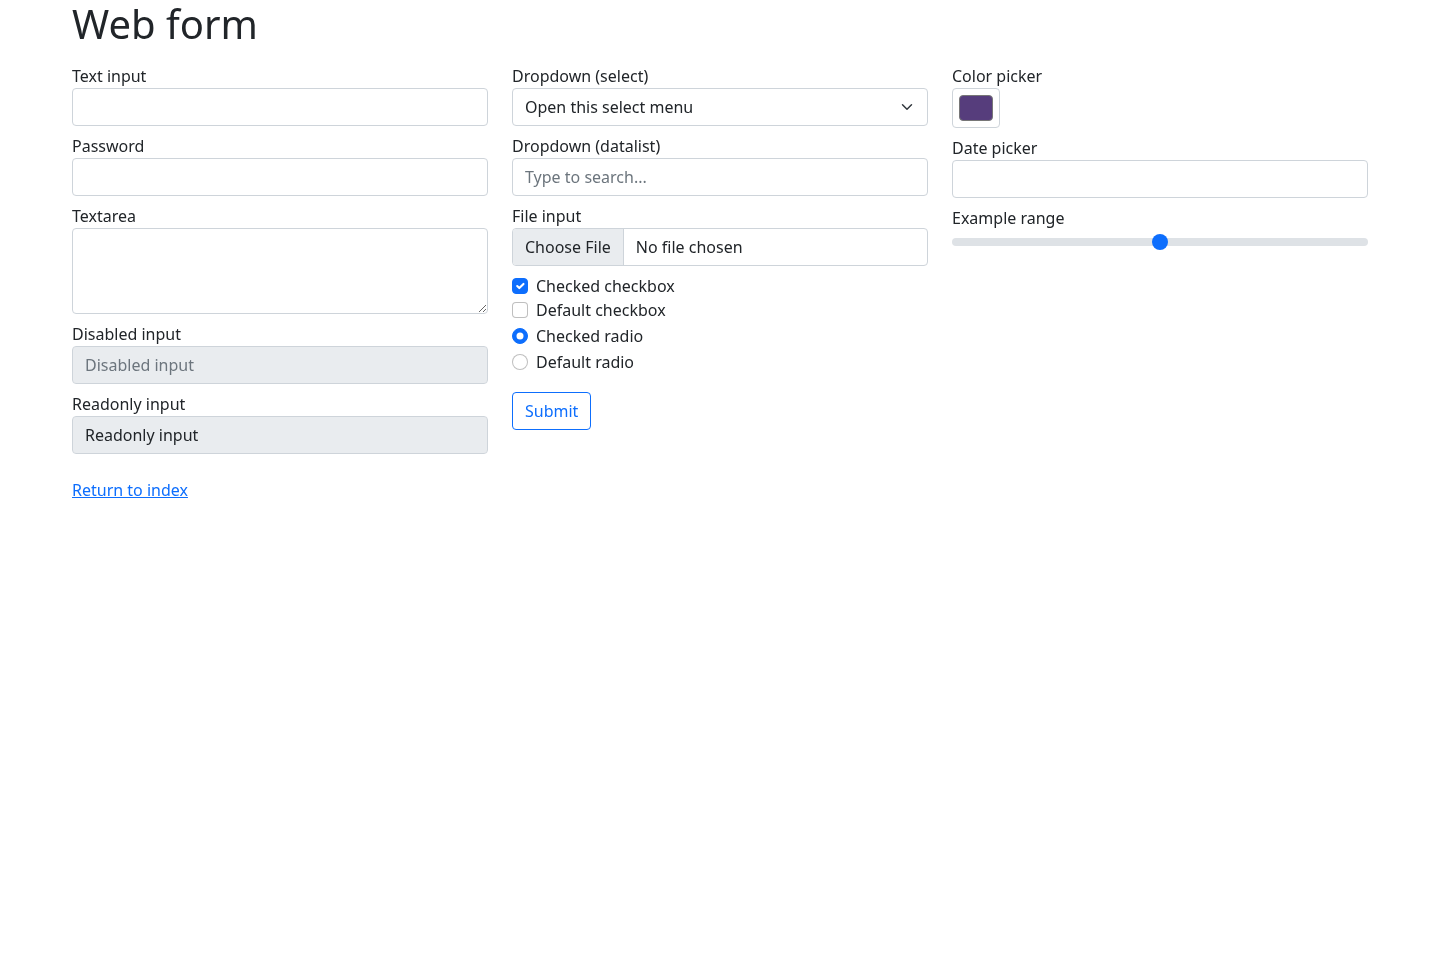 Web form
Text input
Password
Textarea
Disabled input
Disabled input
Readonly input
Readonly input
Dropdown (select)
Open this select menu
Dropdown (datalist)
Type to search...
File input
Choose File No file chosen
Checked checkbox
Default checkbox
Checked radio
Default radio
Submit
Color picker
Date picker
Example range
Return to index